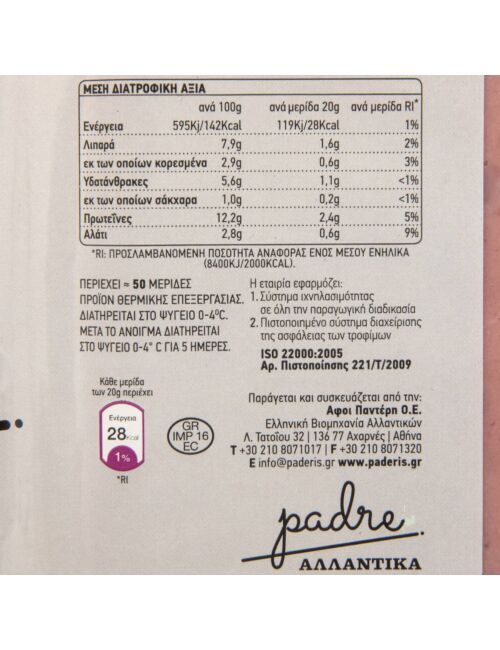 ΜΕΣΗ ΔΙΑΤΡΟΦΙΚΗ ΑΞΙΑ
ανά 100g ανά μερίδα 20g ανά μερίδα RI*
Ενέργεια 595Kj/142Kcal 119Kj/28Kcal 1%
Λιπαρά 7,9g 1,6g 2%
εκ των οποίων κορεσμένα 2,9g 0,6g 3%
Υδατάνθρακες 5,6g 1,1g <1%
εκ των οποίων σάκχαρα 1,0g 0,2g <1%
Πρωτεΐνες 12,2g 2,4g 5%
Αλάτι 2,8g 0,6g 9%
*RI: ΠΡΟΣΛΑΜΒΑΝΟΜΕΝΗ ΠΟΣΟΤΗΤΑ ΑΝΑΦΟΡΑΣ ΕΝΟΣ ΜΕΣΟΥ ΕΝΗΛΙΚΑ
(8400KJ/2000KCAL).
ΠΕΡΙΕΧΕΙ ≈ 50 ΜΕΡΙΔΕΣ
ΠΡΟΪΟΝ ΘΕΡΜΙΚΗΣ ΕΠΕΞΕΡΓΑΣΙΑΣ.
ΔΙΑΤΗΡΕΙΤΑΙ ΣΤΟ ΨΥΓΕΙΟ 0-4°C.
ΜΕΤΑ ΤΟ ΑΝΟΙΓΜΑ ΔΙΑΤΗΡΕΙΤΑΙ
ΣΤΟ ΨΥΓΕΙΟ 0-4° C ΓΙΑ 5 ΗΜΕΡΕΣ.
Η εταιρία εφαρμόζει:
1. Σύστημα ιχνηλασιμότητας
σε όλη την παραγωγική διαδικασία
2. Πιστοποιημένο σύστημα διαχείρισης
της ασφάλειας των τροφίμων
ISO 22000:2005
Αρ. Πιστοποίησης 221/Τ/2009
Κάθε μερίδα
των 20g περιέχει
Ενέργεια
28Kcal
1%
*RI
GR
IMP 16
EC
Παράγεται και συσκευάζεται από την:
Αφοι Παντέρη Ο.Ε.
Ελληνική Βιομηχανία Αλλαντικών
Λ. Τατοΐου 32 | 136 77 Αχαρνές | Αθήνα
T +30 210 8071017 | F +30 210 8071320
E info@paderis.gr www.paderis.gr
padre
ΑΛΛΑΝΤΙΚΑ